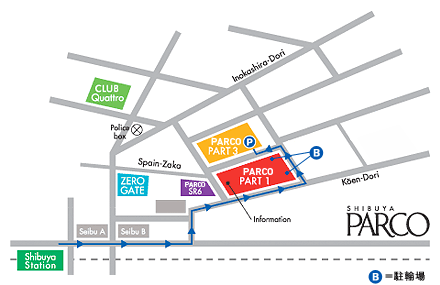 Inokashira-Dori
CLUB
Quattro
Police
box
PARCO
PART 3
P
B
Spain-Zaka
PARCO
PART 1
ZERO
GATE
PARCO
SR6
Kōen-Dori
Information
SHIBUYA
PARCO
Seibu A
Seibu B
Shibuya
Station
B =駐輪場